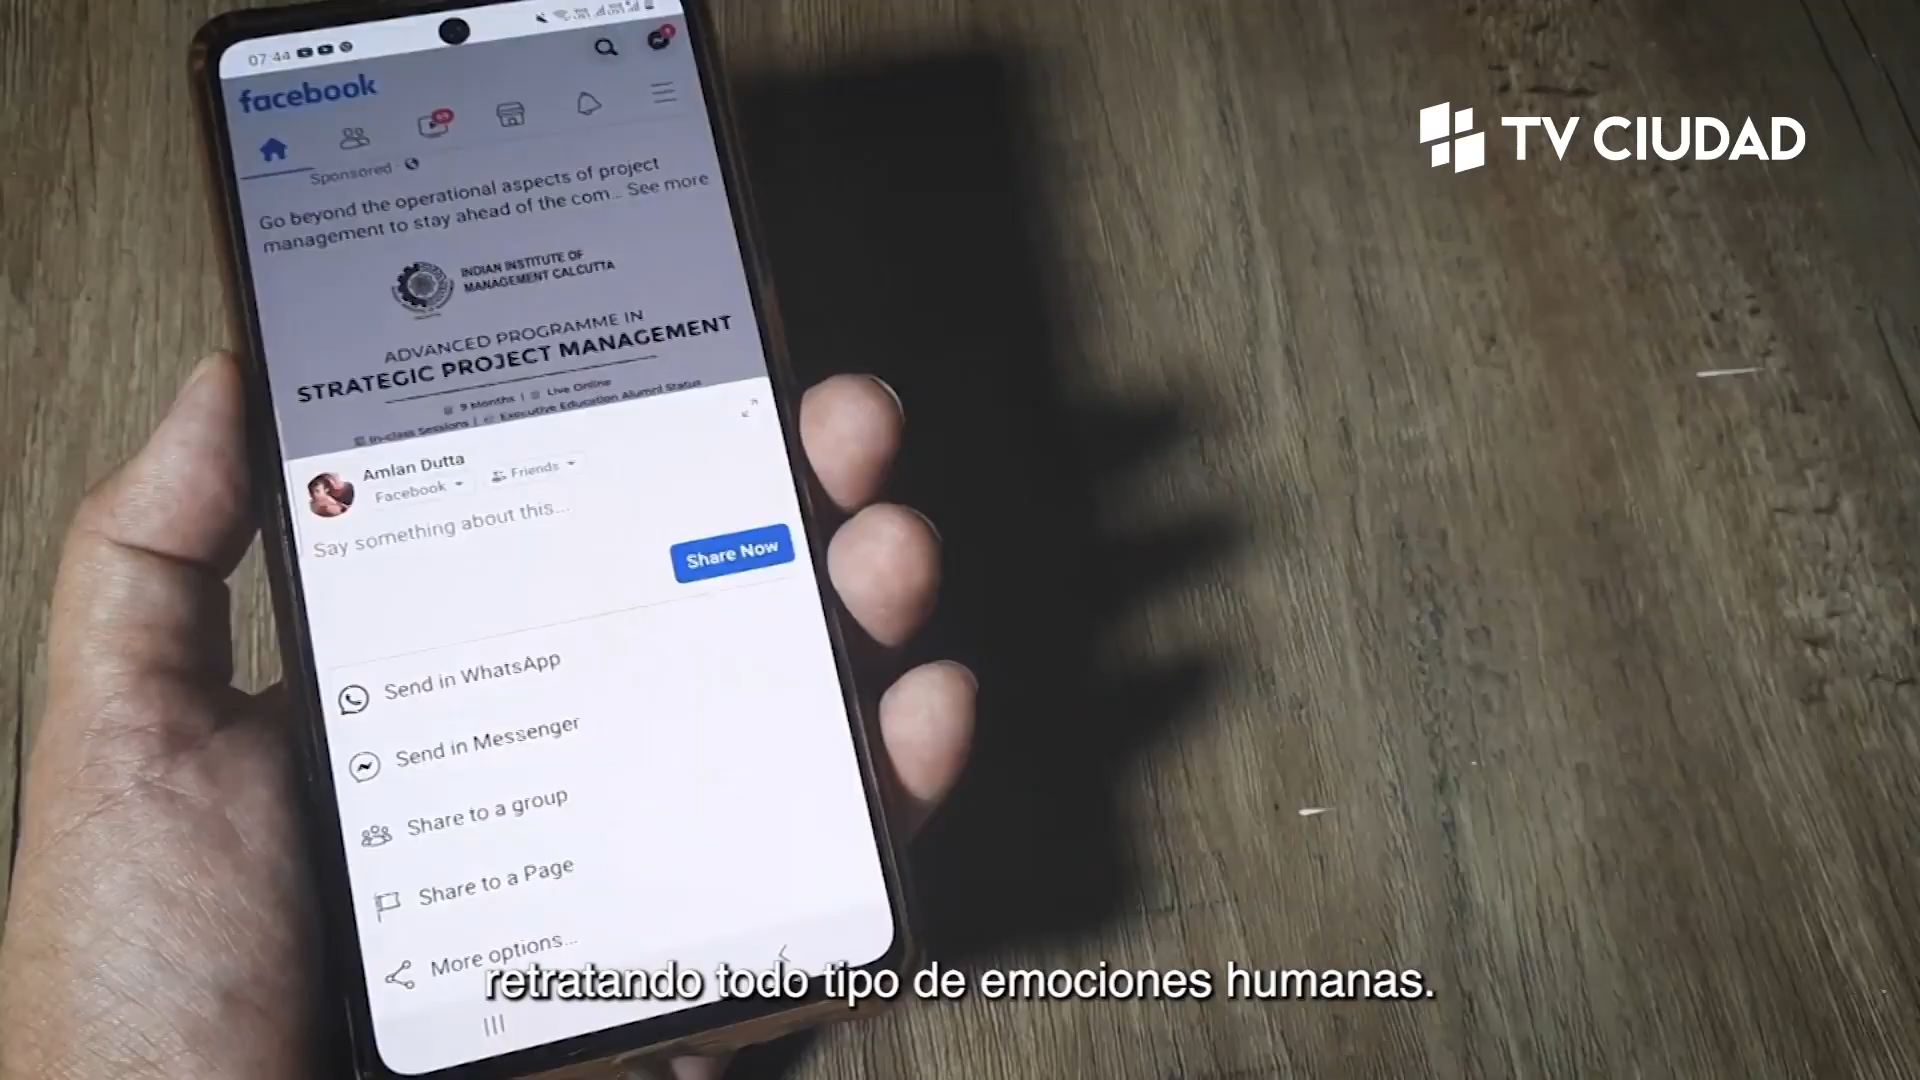 07:44
facebook
Sponsored
Go beyond the operational aspects of project
management to stay ahead of the com... See more
INDIAN INSTITUTE OF
MANAGEMENT CALCUTTA
ADVANCED PROGRAMME IN
STRATEGIC PROJECT MANAGEMENT
9 Months | Live Online
In-class Sessions | Executive Education Alumni Status
Amlan Dutta
Facebook Friends
Say something about this...
Share Now
Send in WhatsApp
Send in Messenger
Share to a group
Share to a Page
More options...
TV CIUDAD
retratando todo tipo de emociones humanas.